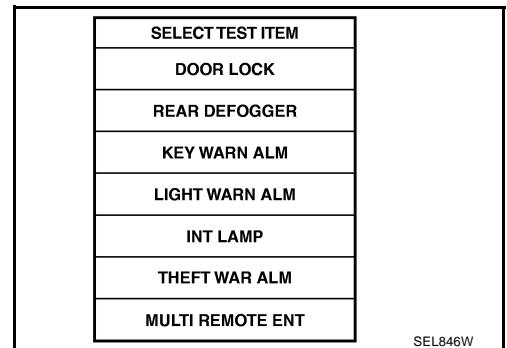 SELECT TEST ITEM
DOOR LOCK
REAR DEFOGGER
KEY WARN ALM
LIGHT WARN ALM
INT LAMP
THEFT WAR ALM
MULTI REMOTE ENT
SEL846W